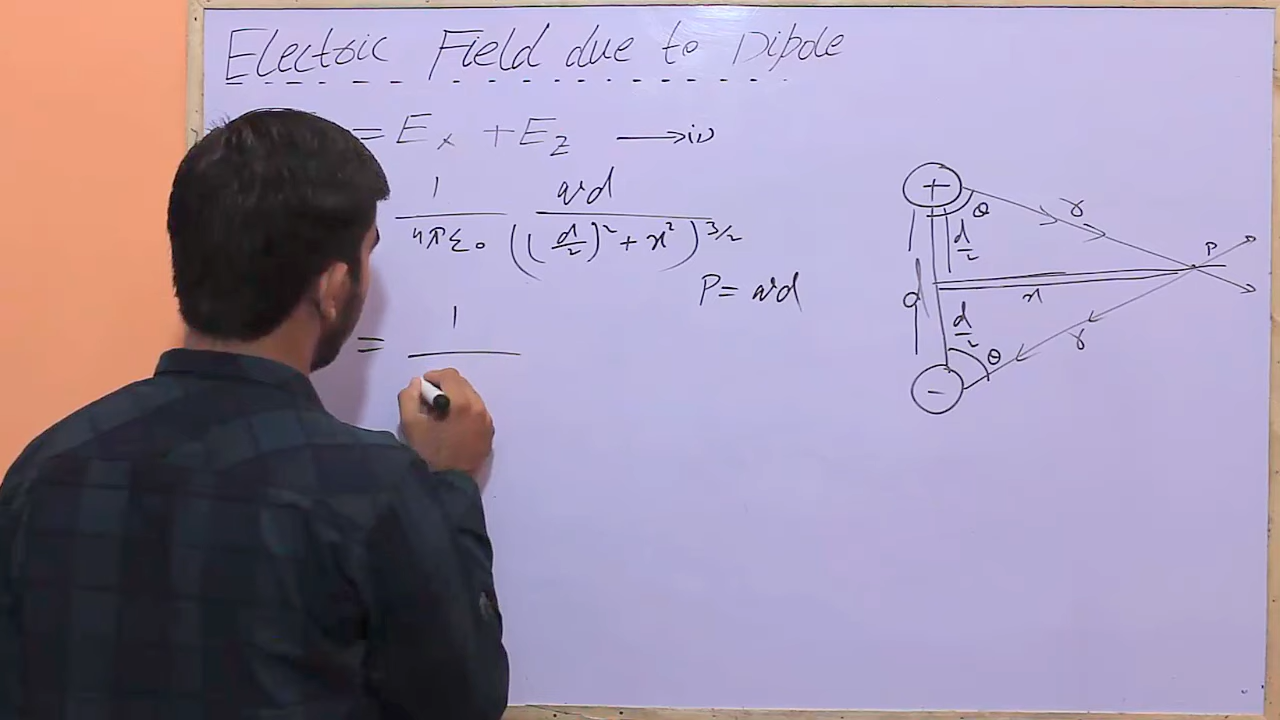 Electric Field due to Dipole
= Ex + Ez → iv
1 qd
4πε₀ ((d/2)² + x²)^3/2
P = qd
= 1
+
θ
r
d/2
P
d
x
d/2
θ
r
-